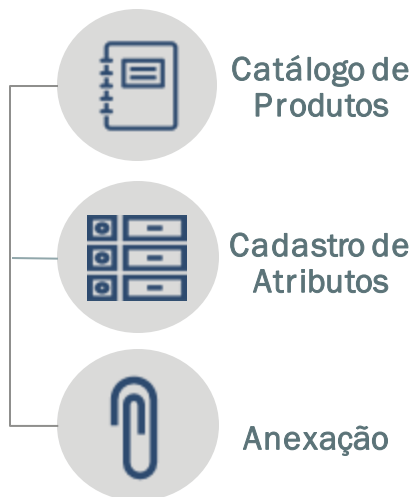 Catálogo de
Produtos
Cadastro de
Atributos
Anexação